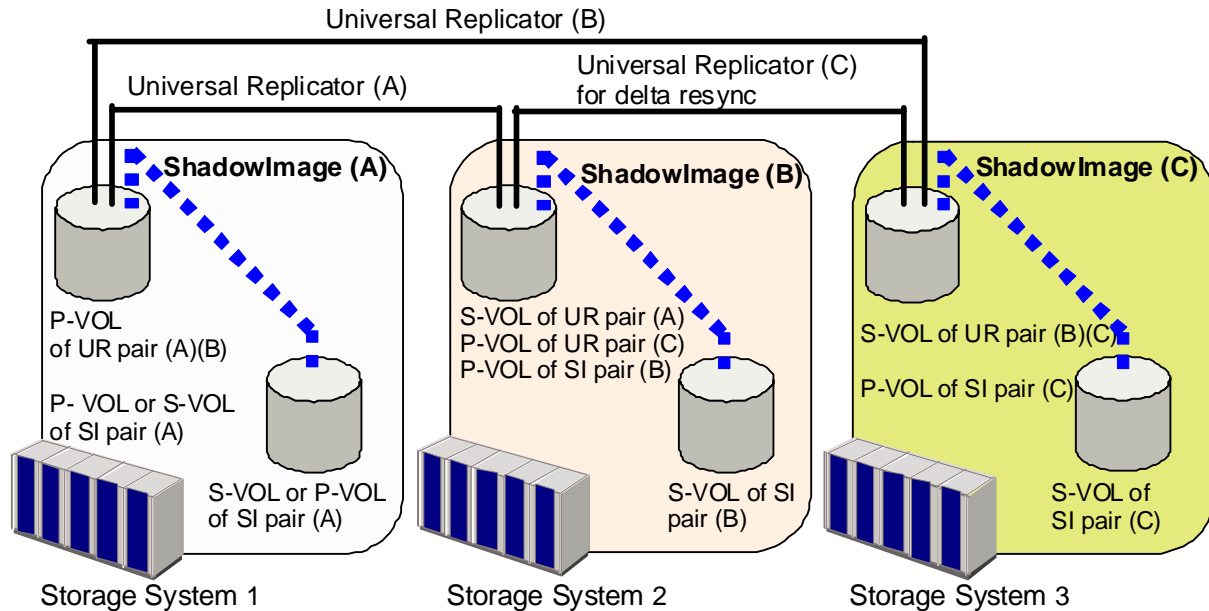 Universal Replicator (B)
Universal Replicator (A)
Universal Replicator (C)
for delta resync
ShadowImage (A)
P-VOL
of UR pair (A)(B)
P- VOL or S-VOL
of SI pair (A)
S-VOL or P-VOL
of SI pair (A)
Storage System 1
ShadowImage (B)
S-VOL of UR pair (A)
P-VOL of UR pair (C)
P-VOL of SI pair (B)
S-VOL of SI
pair (B)
Storage System 2
ShadowImage (C)
S-VOL of UR pair (B)(C)
P-VOL of SI pair (C)
S-VOL of
SI pair (C)
Storage System 3